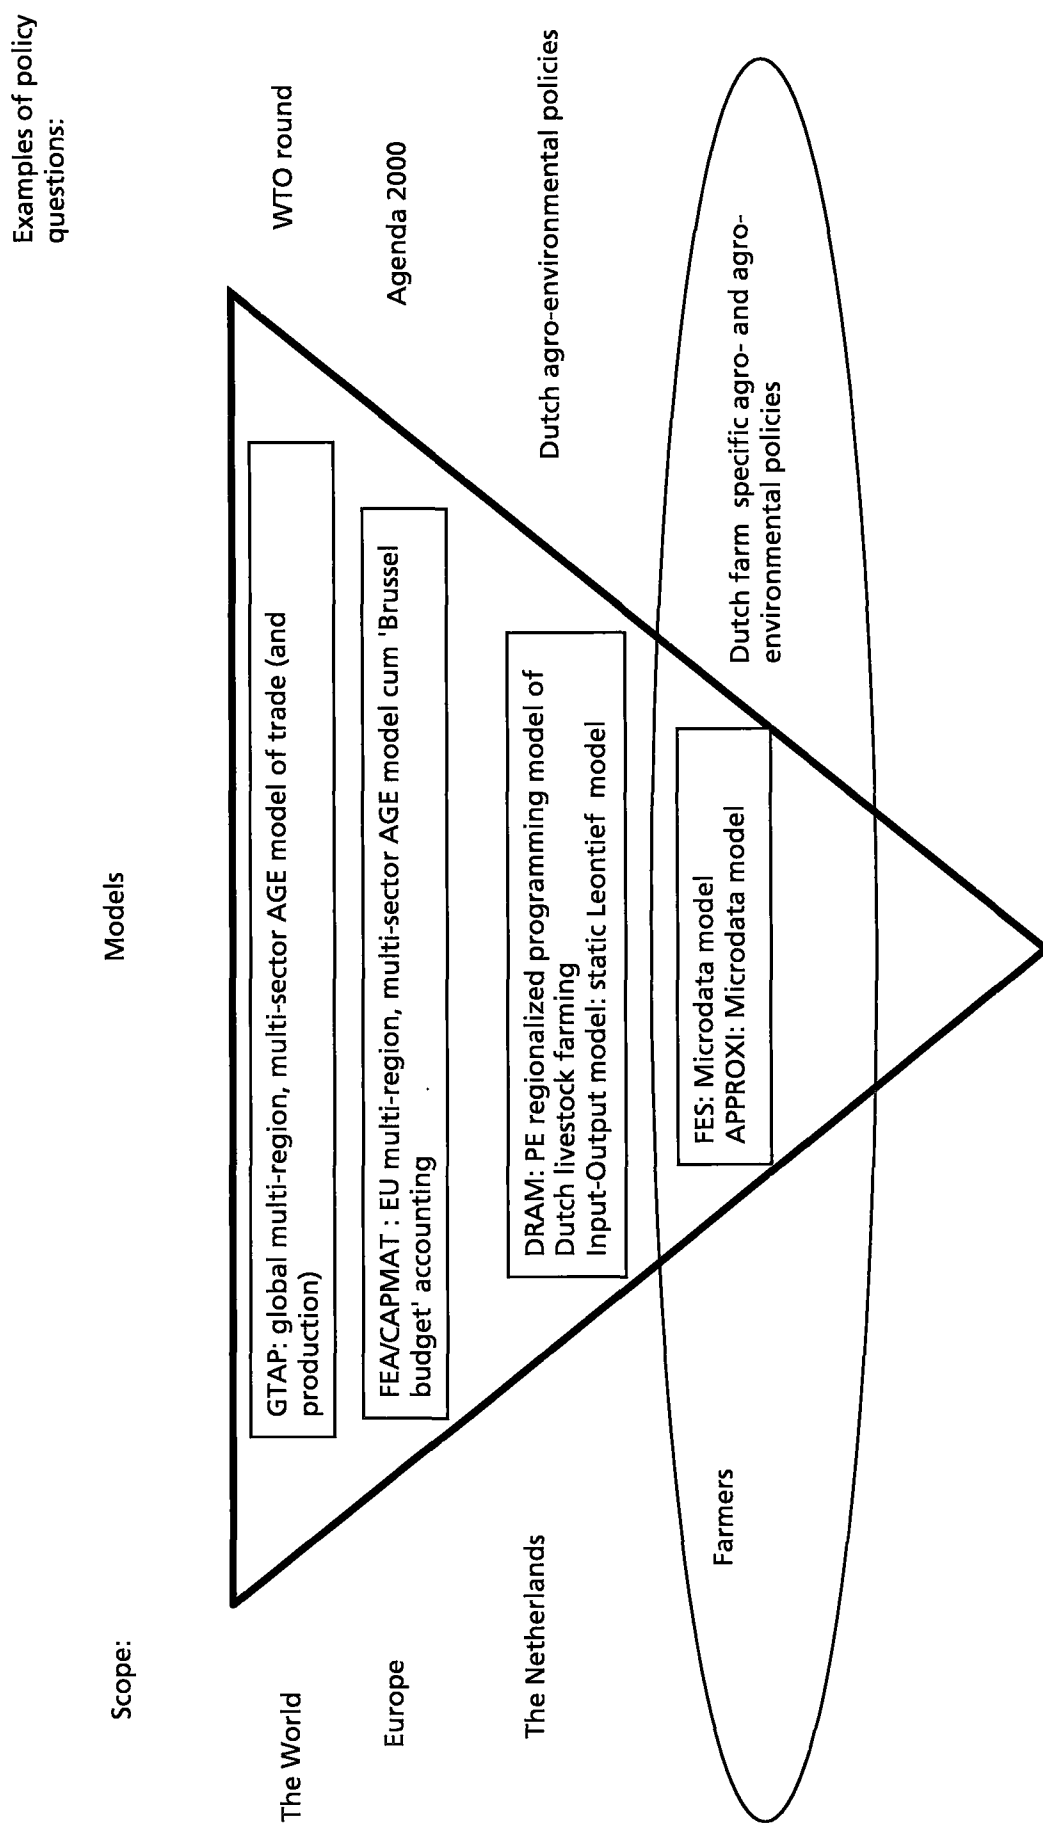 Scope:
Models
Examples of policy
questions:
The World
GTAP: global multi-region, multi-sector AGE model of trade (and
production)
WTO round
Europe
FEA/CAPMAT : EU multi-region, multi-sector AGE model cum 'Brussel
budget' accounting
Agenda 2000
The Netherlands
DRAM: PE regionalized programming model of
Dutch livestock farming
Input-Output model: static Leontief model
Dutch agro-environmental policies
Farmers
FES: Microdata model
APPROXI: Microdata model
Dutch farm specific agro- and agro-
environmental policies